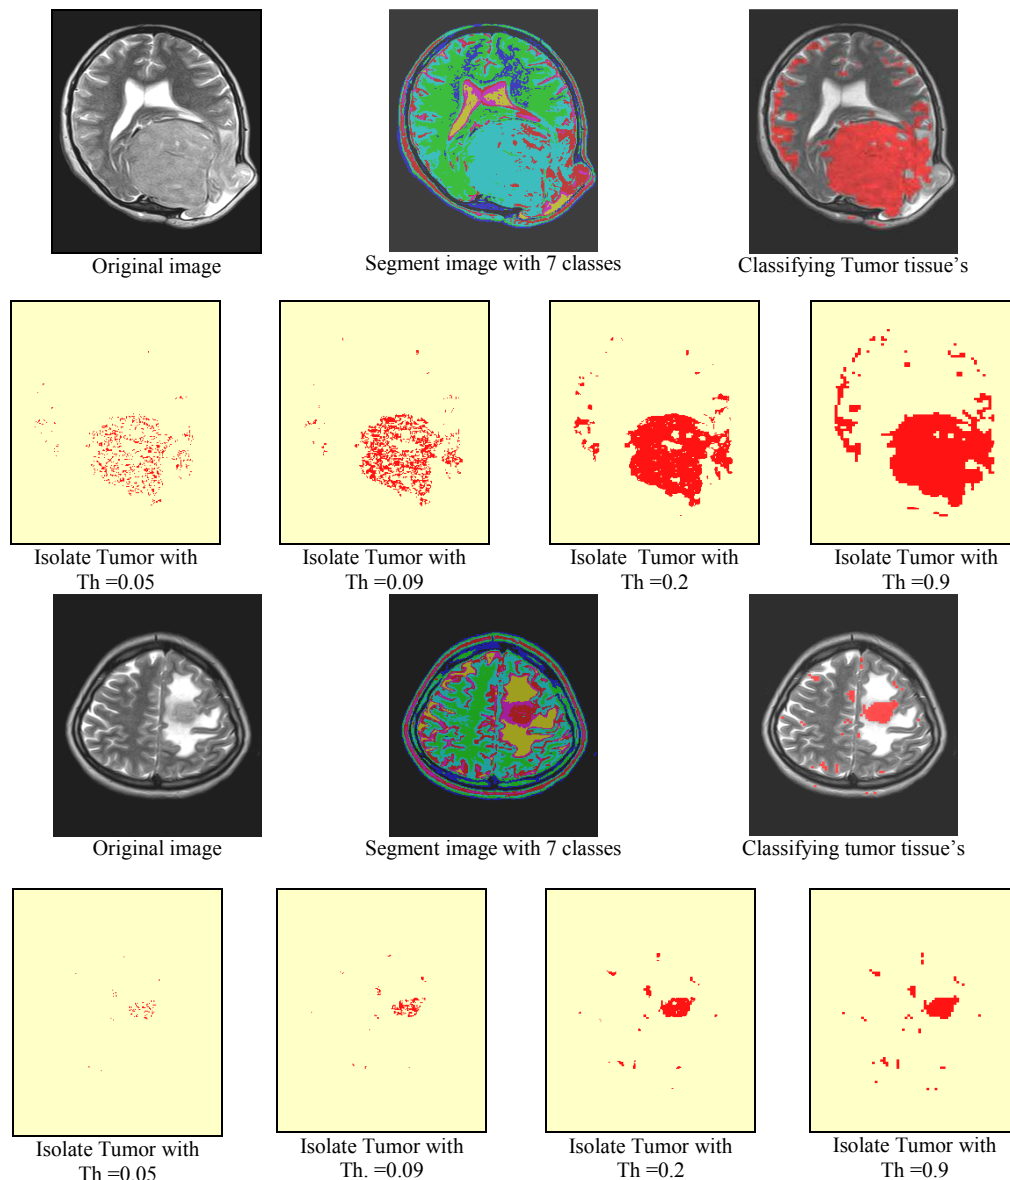 Original image
Segment image with 7 classes
Classifying Tumor tissue's
Isolate Tumor with
Th =0.05
Isolate Tumor with
Th =0.09
Isolate  Tumor with
Th =0.2
Isolate Tumor with
Th =0.9
Original image
Segment image with 7 classes
Classifying tumor tissue's
Isolate Tumor with
Th =0.05
Isolate Tumor with
Th. =0.09
Isolate Tumor with
Th =0.2
Isolate Tumor with
Th =0.9